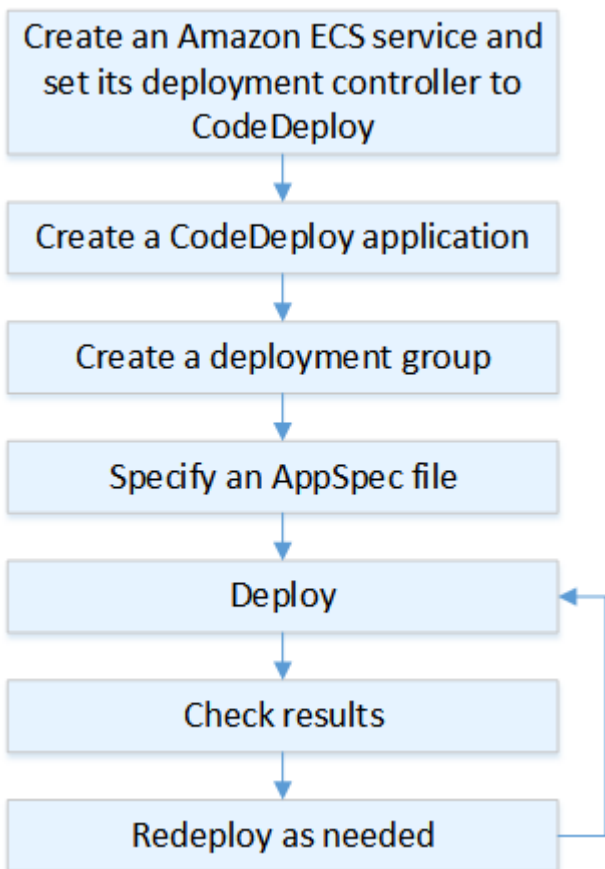 Create an Amazon ECS service and
set its deployment controller to
CodeDeploy
Create a CodeDeploy application
Create a deployment group
Specify an AppSpec file
Deploy
Check results
Redeploy as needed